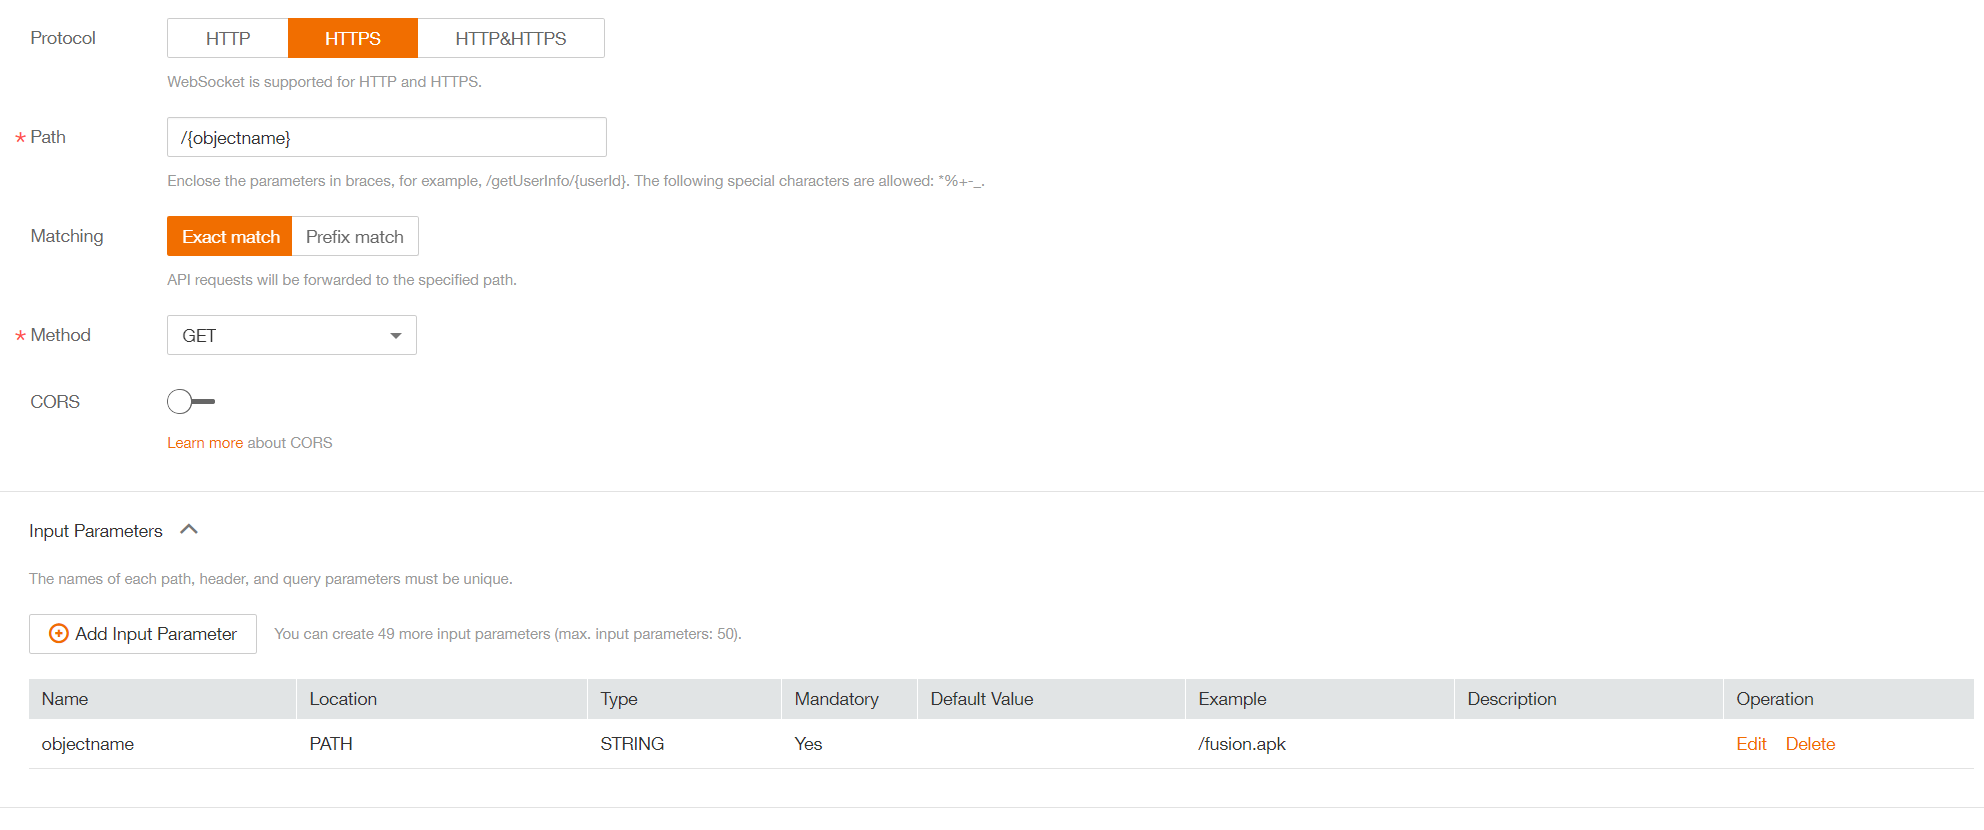 Protocol HTTP HTTPS HTTP&HTTPS
WebSocket is supported for HTTP and HTTPS.
* Path /{objectname}
Enclose the parameters in braces, for example, /getUserInfo/{userId}. The following special characters are allowed: *%+-_.
Matching Exact match Prefix match
API requests will be forwarded to the specified path.
* Method GET
CORS
Learn more about CORS
Input Parameters
The names of each path, header, and query parameters must be unique.
Add Input Parameter You can create 49 more input parameters (max. input parameters: 50).
Name Location Type Mandatory Default Value Example Description Operation
objectname PATH STRING Yes /fusion.apk Edit Delete